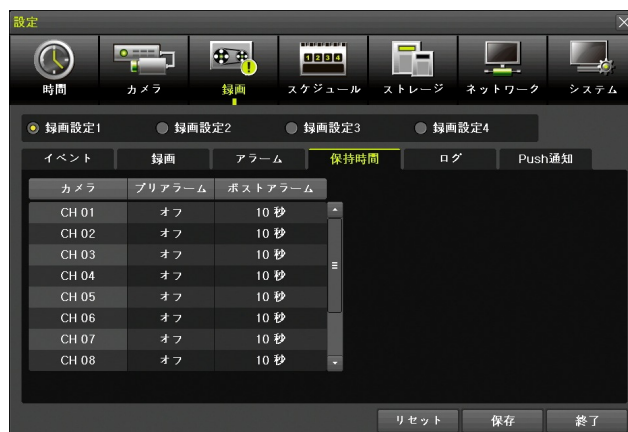 設定
時間 カメラ 録画 スケジュール ストレージ ネットワーク システム
1 2 3 4
録画設定1 録画設定2 録画設定3 録画設定4
イベント 録画 アラーム 保持時間 ログ Push通知
カメラ プリアラーム ポストアラーム
CH 01 オフ 10 秒
CH 02 オフ 10 秒
CH 03 オフ 10 秒
CH 04 オフ 10 秒
CH 05 オフ 10 秒
CH 06 オフ 10 秒
CH 07 オフ 10 秒
CH 08 オフ 10 秒
リセット 保存 終了